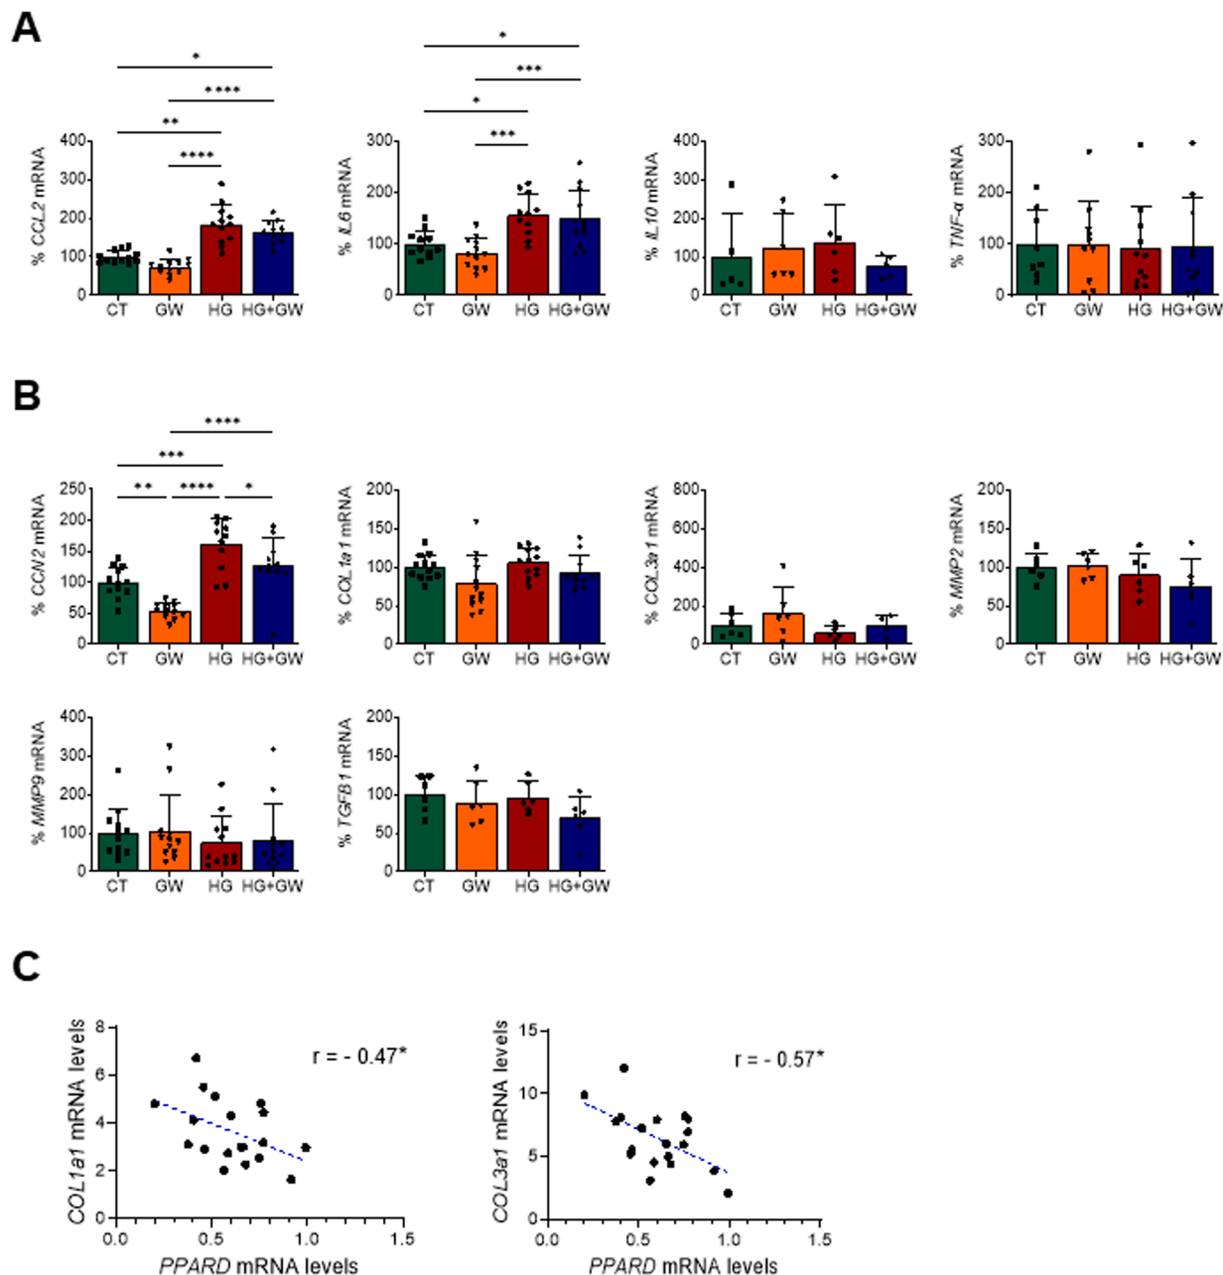 A
* **** ** ****
% CCL2 mRNA
400
300
200
100
0
CT GW HG HG+GW
* *** * ***
% IL6 mRNA
300
200
100
0
CT GW HG HG+GW
% IL10 mRNA
400
300
200
100
0
CT GW HG HG+GW
% TNF-α mRNA
300
200
100
0
CT GW HG HG+GW
B
**** *** ** **** *
% CCN2 mRNA
250
200
150
100
50
0
CT GW HG HG+GW
% COL1a1 mRNA
200
150
100
50
0
CT GW HG HG+GW
% COL3a1 mRNA
800
600
400
200
0
CT GW HG HG+GW
% MMP2 mRNA
200
150
100
50
0
CT GW HG HG+GW
% MMP9 mRNA
400
300
200
100
0
CT GW HG HG+GW
% TGFB1 mRNA
200
150
100
50
0
CT GW HG HG+GW
C
COL1a1 mRNA levels
8
6
4
2
0
r = - 0.47*
0.0 0.5 1.0 1.5
PPARD mRNA levels
COL3a1 mRNA levels
15
10
5
0
r = - 0.57*
0.0 0.5 1.0 1.5
PPARD mRNA levels